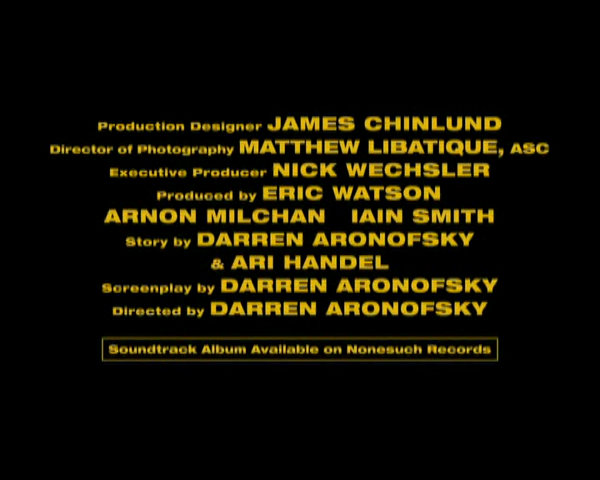 Production Designer JAMES CHINLUND
Director of Photography MATTHEW LIBATIQUE, ASC
Executive Producer NICK WECHSLER
Produced by ERIC WATSON
ARNON MILCHAN IAIN SMITH
Story by DARREN ARONOFSKY
& ARI HANDEL
Screenplay by DARREN ARONOFSKY
Directed by DARREN ARONOFSKY
Soundtrack Album Available on Nonesuch Records